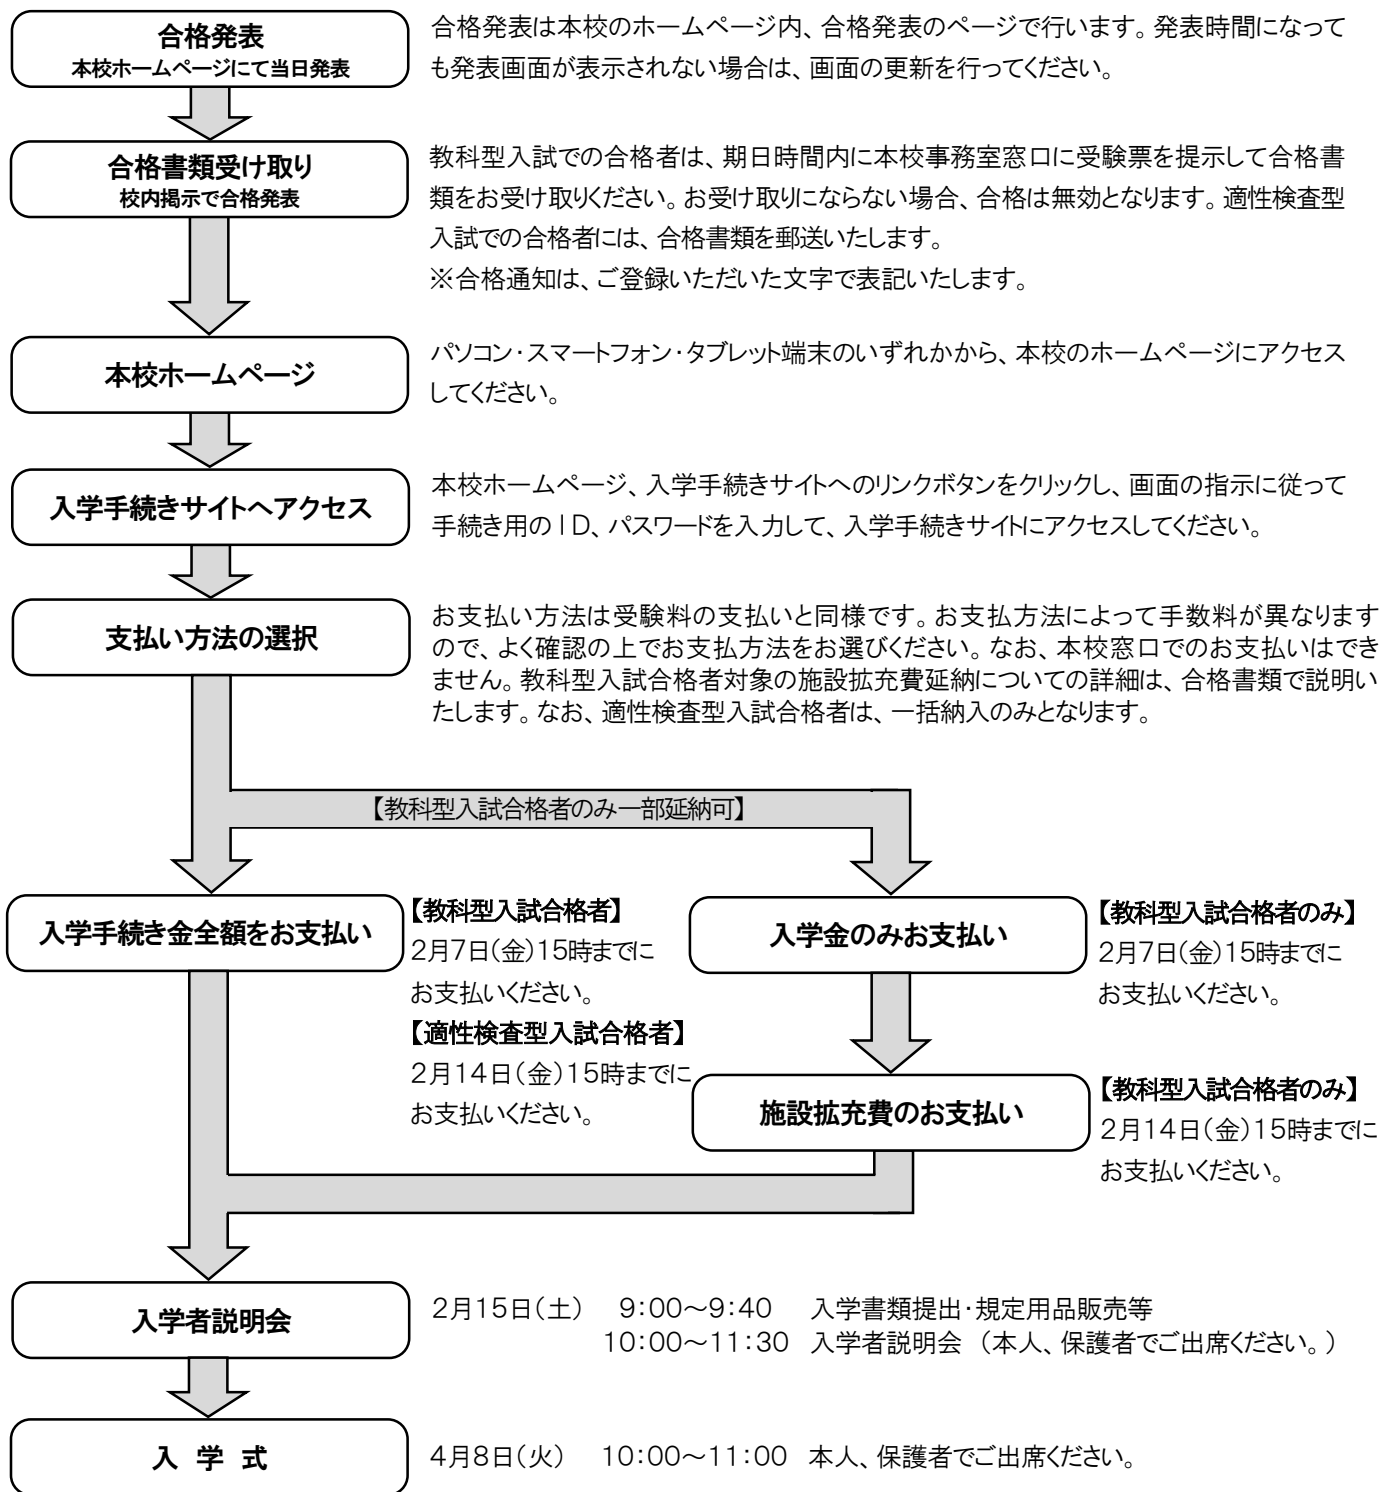 合格発表
本校ホームページにて当日発表
合格発表は本校のホームページ内、合格発表のページで行います。発表時間になって
も発表画面が表示されない場合は、画面の更新を行ってください。
合格書類受け取り
校内掲示で合格発表
教科型入試での合格者は、期日時間内に本校事務室窓口に受験票を提示して合格書
類をお受け取りください。お受け取りにならない場合、合格は無効となります。適性検査型
入試での合格者には、合格書類を郵送いたします。
※合格通知は、ご登録いただいた文字で表記いたします。
本校ホームページ
パソコン・スマートフォン・タブレット端末のいずれかから、本校のホームページにアクセス
してください。
入学手続きサイトへアクセス
本校ホームページ、入学手続きサイトへのリンクボタンをクリックし、画面の指示に従って
手続き用のID、パスワードを入力して、入学手続きサイトにアクセスしてください。
支払い方法の選択
お支払い方法は受験料の支払いと同様です。お支払方法によって手数料が異なります
ので、よく確認の上でお支払方法をお選びください。なお、本校窓口でのお支払いはでき
ません。教科型入試合格者対象の施設拡充費延納についての詳細は、合格書類で説明い
たします。なお、適性検査型入試合格者は、一括納入のみとなります。
【教科型入試合格者のみ一部延納可】
入学手続き金全額をお支払い
【教科型入試合格者】
2月7日(金)15時までに
お支払いください。
【適性検査型入試合格者】
2月14日(金)15時までに
お支払いください。
入学金のみお支払い
【教科型入試合格者のみ】
2月7日(金)15時までに
お支払いください。
施設拡充費のお支払い
【教科型入試合格者のみ】
2月14日(金)15時までに
お支払いください。
入学者説明会
2月15日(土) 9:00～9:40 入学書類提出・規定用品販売等
10:00～11:30 入学者説明会 (本人、保護者でご出席ください。)
入 学 式
4月8日(火) 10:00～11:00 本人、保護者でご出席ください。